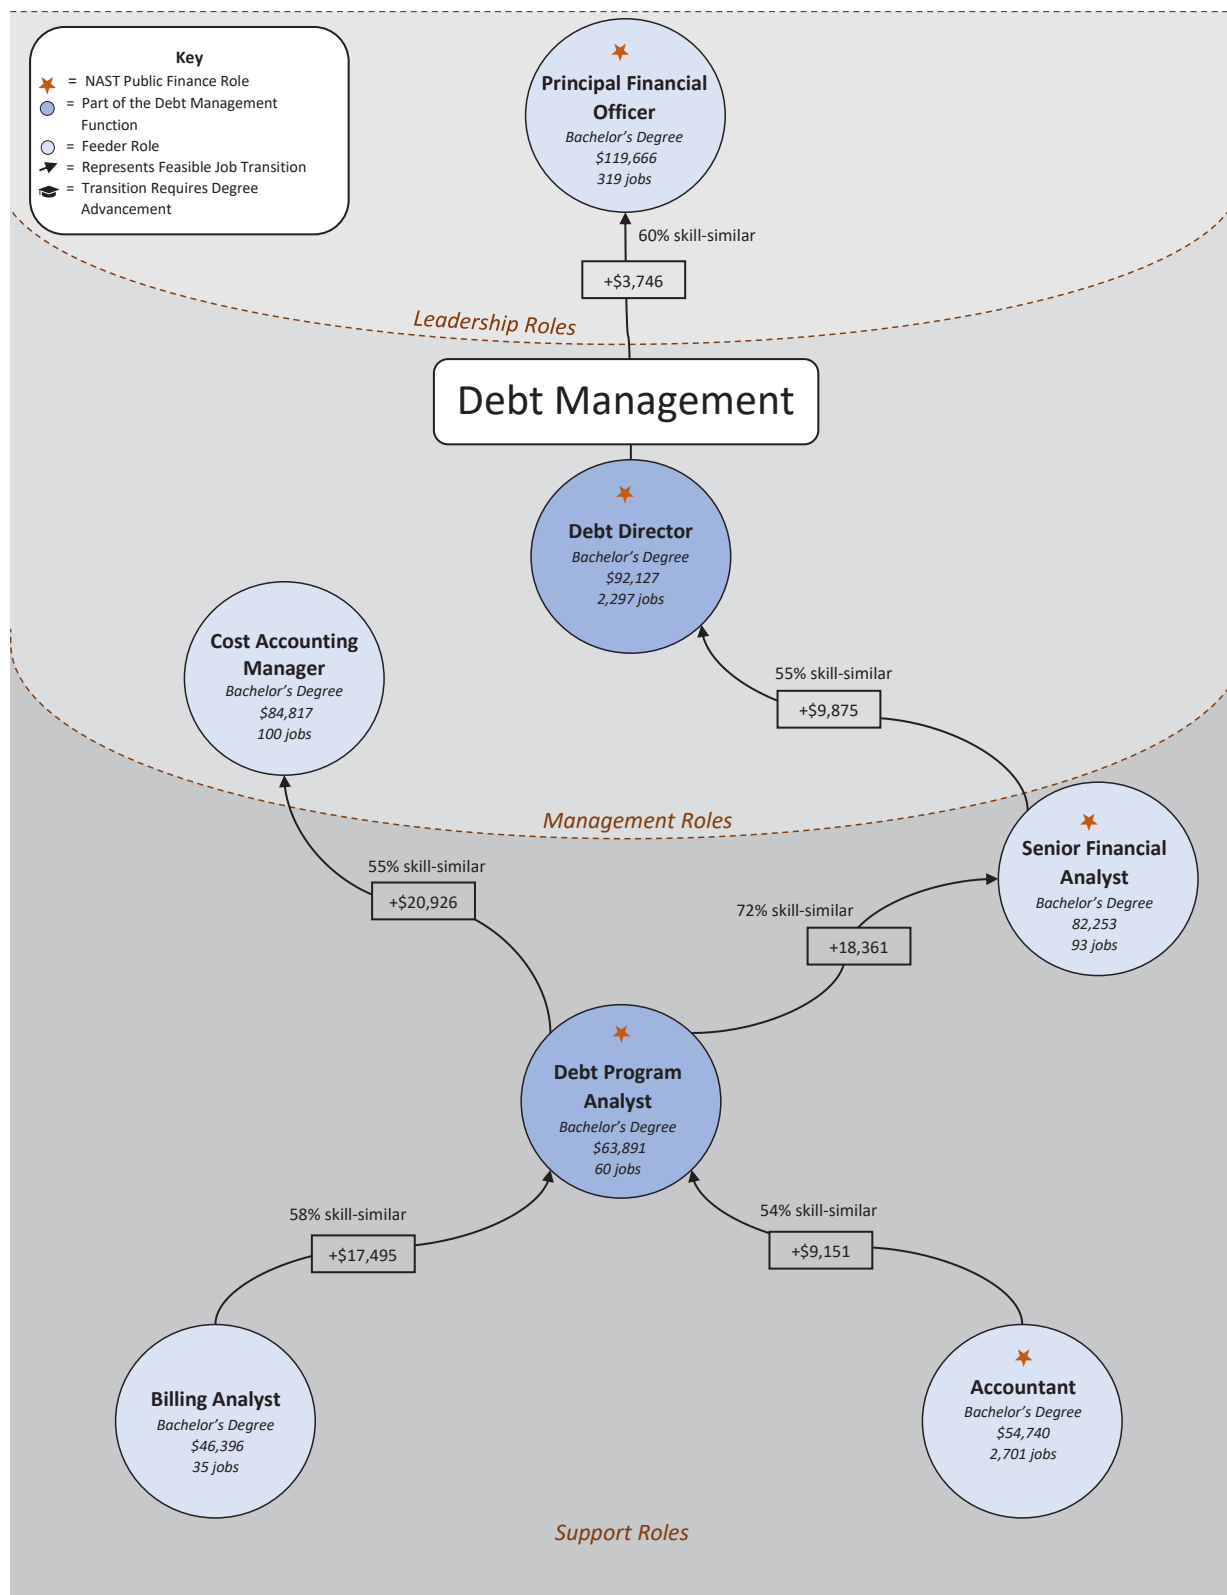 Key
= NAST Public Finance Role
= Part of the Debt Management
Function
= Feeder Role
= Represents Feasible Job Transition
= Transition Requires Degree
Advancement
Principal Financial
Officer
Bachelor's Degree
$119,666
319 jobs
60% skill-similar
+$3,746
Leadership Roles
Debt Management
Debt Director
Bachelor's Degree
$92,127
2,297 jobs
Cost Accounting
Manager
Bachelor's Degree
$84,817
100 jobs
55% skill-similar
+$9,875
Management Roles
Senior Financial
Analyst
Bachelor's Degree
82,253
93 jobs
55% skill-similar
+$20,926
72% skill-similar
+18,361
Debt Program
Analyst
Bachelor's Degree
$63,891
60 jobs
58% skill-similar
+$17,495
54% skill-similar
+$9,151
Billing Analyst
Bachelor's Degree
$46,396
35 jobs
Accountant
Bachelor's Degree
$54,740
2,701 jobs
Support Roles